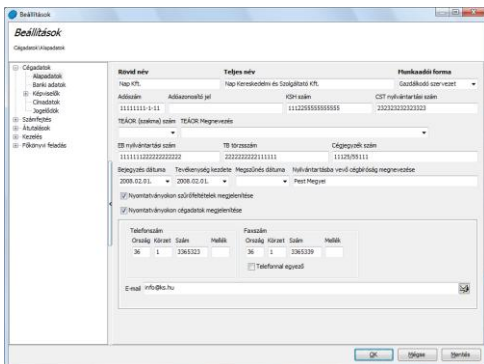 Beállítások
Beállítások
Cégadatok\Alapadatok
Cégadatok
Alapadatok
Banki adatok
Képviselők
Címadatok
Jogelődök
Számfejtés
Átutalások
Kezelés
Főkönyvi feladás
Rövid név Teljes név Munkaadói forma
Nap Kft. Nap Kereskedelmi és Szolgáltató Kft. Gazdálkodó szervezet
Adószám Adóazonosító jel KSH szám CST nyilvántartási szám
11111111-1-11 1112255555555555 232323232323323
TEÁOR (szakma) szám TEÁOR Megnevezés
EB nyilvántartási szám TB törzsszám Cégjegyzék szám
1111111222222222 2222222222111111 11125/55111
Bejegyzés dátuma Tevékenység kezdete Megszűnés dátuma Nyilvántartásba vevő cégbíróság megnevezése
2008.02.01. 2008.02.01. Pest Megyei
Nyomtatványokon szűrőfeltételek megjelenítése
Nyomtatványokon cégadatok megjelenítése
Telefonszám Faxszám
Ország Körzet Szám Mellék Ország Körzet Szám Mellék
36 1 3365323 36 1 3365339
Telefonnal egyező
E-mail info@ks.hu
OK Mégse Mentés